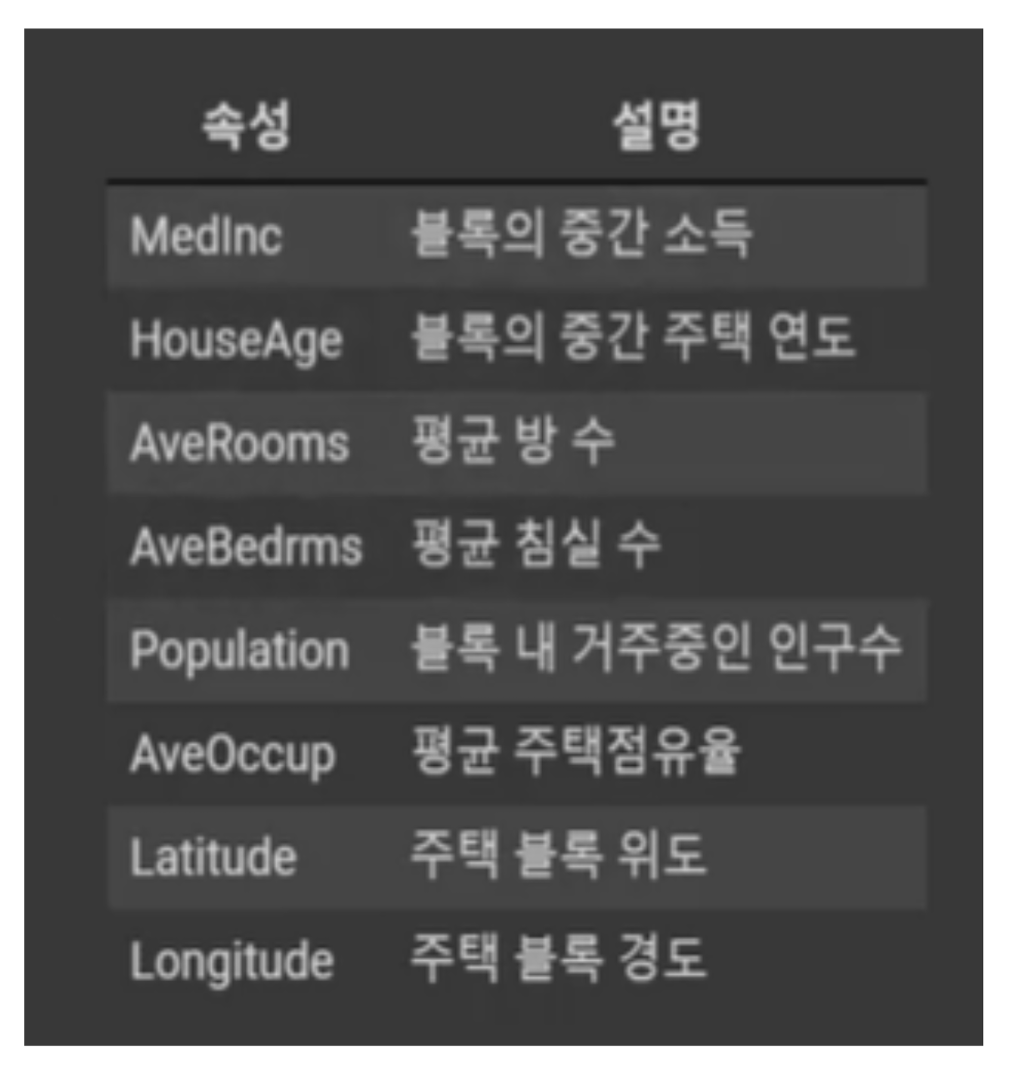 속성 설명
MedInc 블록의 중간 소득
HouseAge 블록의 중간 주택 연도
AveRooms 평균 방 수
AveBedrms 평균 침실 수
Population 블록 내 거주중인 인구수
AveOccup 평균 주택점유율
Latitude 주택 블록 위도
Longitude 주택 블록 경도